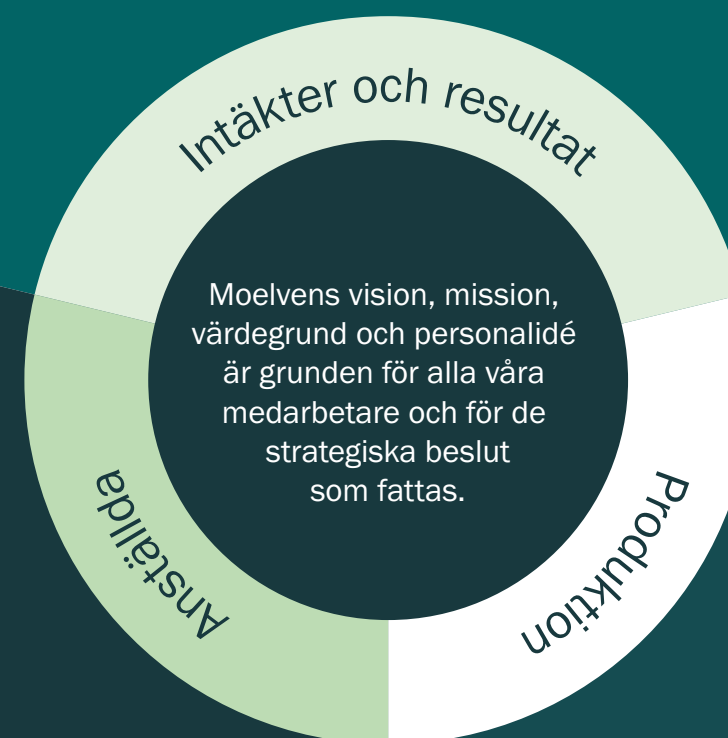 Intäkter och resultat
Moelvens vision, mission,
värdegrund och personalidé
är grunden för alla våra
medarbetare och för de
strategiska beslut
som fattas.
Anställda
Produktion